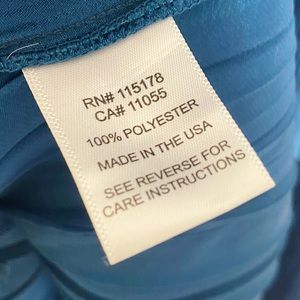 RN# 115178
CA# 11055
100% POLYESTER
MADE IN THE USA
SEE REVERSE FOR
CARE INSTRUCTIONS